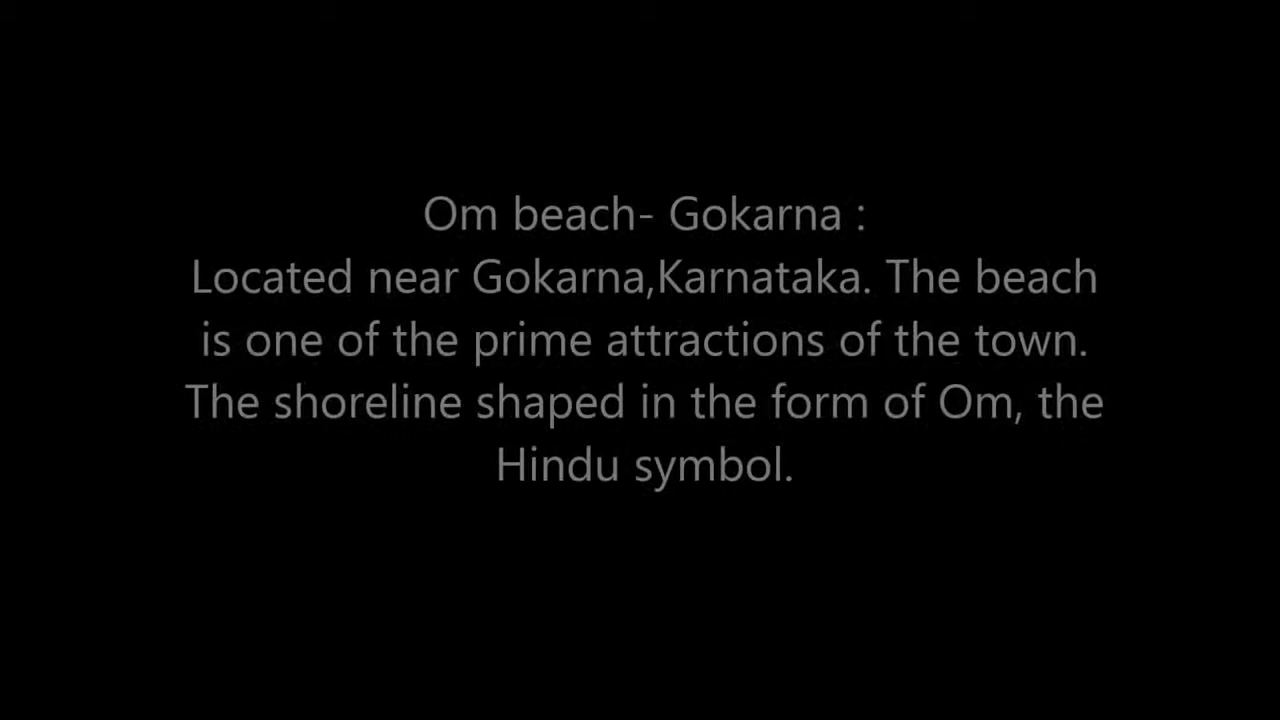 Om beach- Gokarna :
Located near Gokarna,Karnataka. The beach
is one of the prime attractions of the town.
The shoreline shaped in the form of Om, the
Hindu symbol.